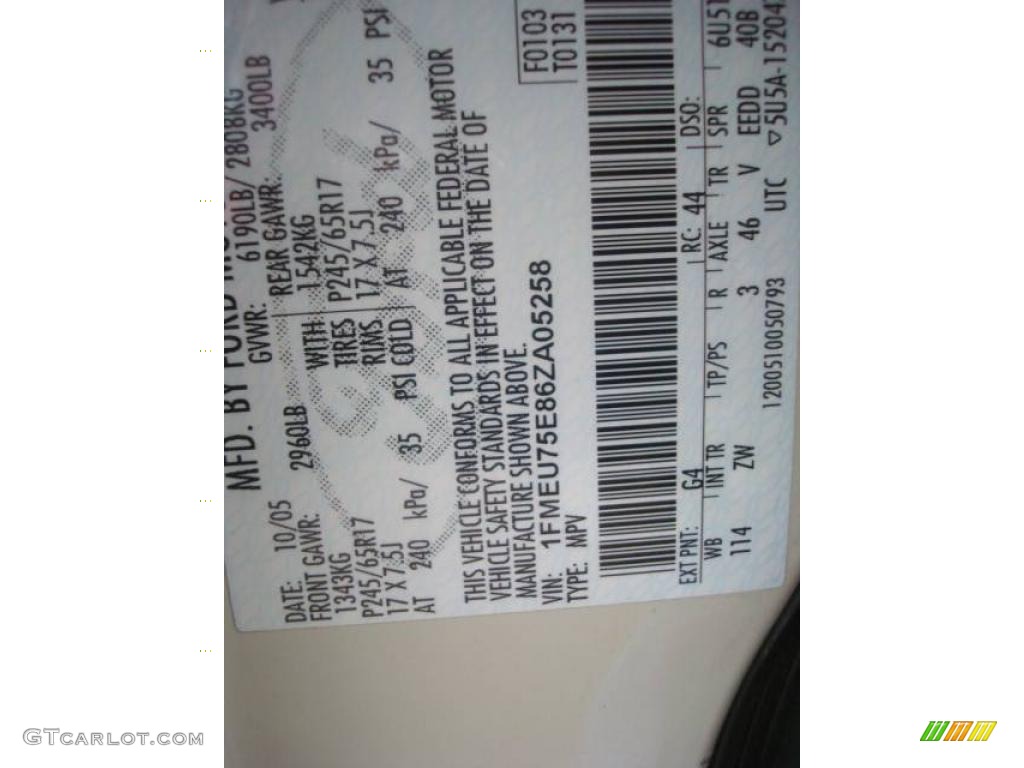 MFD. BY FORD MO
DATE: 10/05 GVWR: 6190LB/ 2808KG
FRONT GAWR: 2960LB REAR GAWR: 3400LB
1343KG WITH 1542KG
P245/65R17 TIRES P245/65R17
17 X 7.5J RIMS 17 X 7.5J
AT 240 kPa/ 35 PSI COLD AT 240 kPa/ 35 PSI
THIS VEHICLE CONFORMS TO ALL APPLICABLE FEDERAL MOTOR
VEHICLE SAFETY STANDARDS IN EFFECT ON THE DATE OF
MANUFACTURE SHOWN ABOVE.
VIN: 1FMEU75E86ZA05258
TYPE: MPV
F0103
T0131
EXT PNT: G4 RC: 44 DSO:
WB INT TR TP/PS R AXLE TR SPR 6U51
114 ZW 3 46 V EEDD 40B
1200510050793 UTC ▽5U5A-15204
GTCARLOT.COM